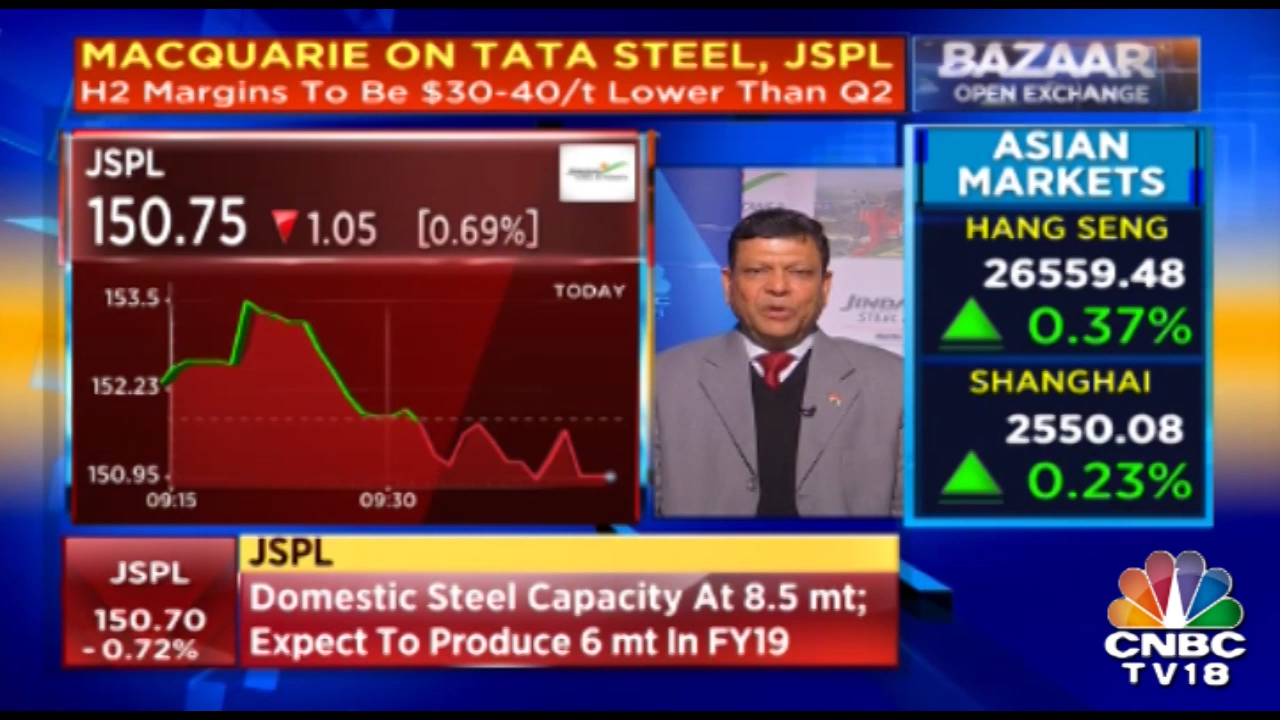 MACQUARIE ON TATA STEEL, JSPL
H2 Margins To Be $30-40/t Lower Than Q2
BAZAAR
OPEN EXCHANGE
JSPL
150.75 ▼ 1.05 [0.69%]
TODAY
153.5
152.23
150.95
09:15 09:30
JINDA
STEEL
ASIAN
MARKETS
HANG SENG
26559.48
▲ 0.37%
SHANGHAI
2550.08
▲ 0.23%
JSPL
150.70
-0.72%
JSPL
Domestic Steel Capacity At 8.5 mt;
Expect To Produce 6 mt In FY19
CNBC
TV18